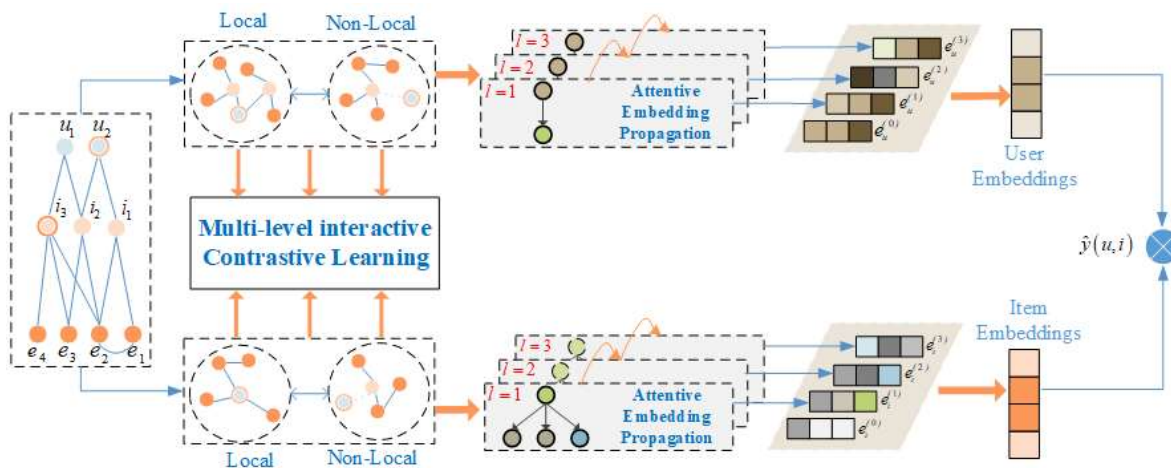 Local
Non-Local
l = 3
l = 2
l = 1
Attentive
Embedding
Propagation
e_u^(3)
e_u^(2)
e_u^(1)
e_u^(0)
User
Embeddings
u_1
u_2
i_3
i_2
i_1
e_4
e_3
e_2
e_1
Multi-level interactive
Contrastive Learning
ŷ(u,i)
Item
Embeddings
l = 3
l = 2
l = 1
Attentive
Embedding
Propagation
e_i^(3)
e_i^(2)
e_i^(1)
e_i^(0)
Local
Non-Local